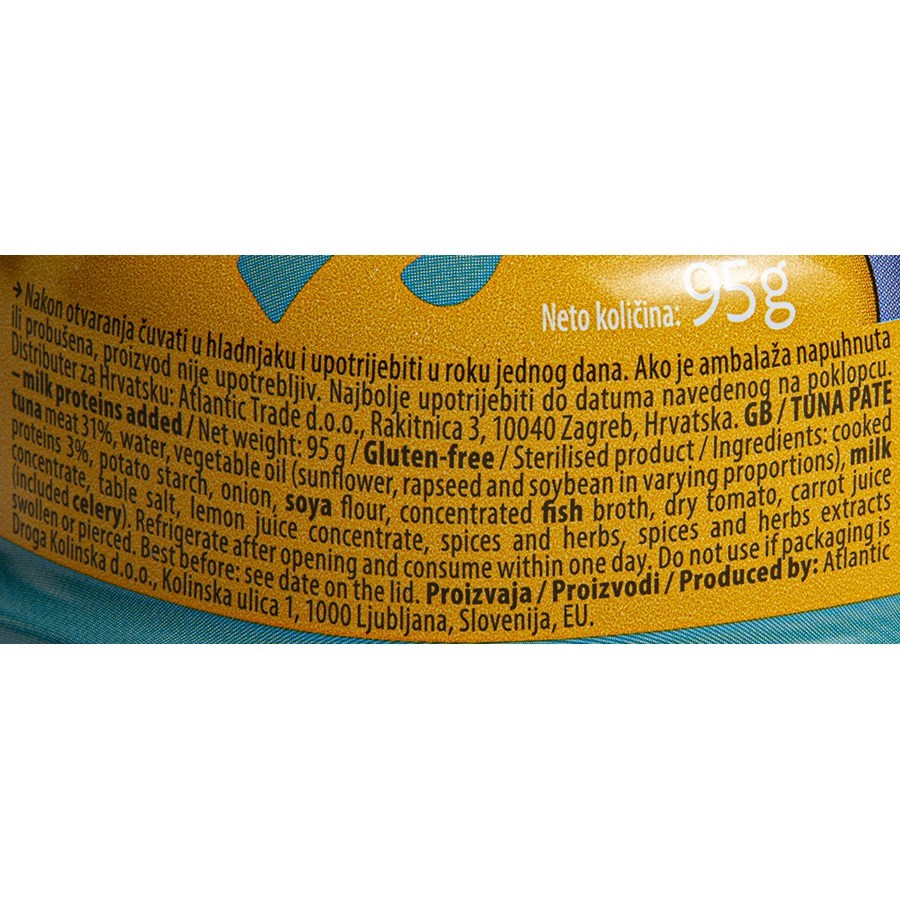 Neto količina: 95g
➔ Nakon otvaranja čuvati u hladnjaku i upotrijebiti u roku jednog dana. Ako je ambalaža napuhnuta
ili probušena, proizvod nije upotrebljiv. Najbolje upotrijebiti do datuma navedenog na poklopcu.
Distributer za Hrvatsku: Atlantic Trade d.o.o., Rakitnica 3, 10040 Zagreb, Hrvatska. GB / TUNA PATE
– milk proteins added / Net weight: 95 g / Gluten-free / Sterilised product / Ingredients: cooked
tuna meat 31%, water, vegetable oil (sunflower, rapseed and soybean in varying proportions), milk
proteins 3%, potato starch, onion, soya flour, concentrated fish broth, dry tomato, carrot juice
concentrate, table salt, lemon juice concentrate, spices and herbs, spices and herbs extracts
(included celery). Refrigerate after opening and consume within one day. Do not use if packaging is
swollen or pierced. Best before: see date on the lid. Proizvaja / Proizvodi / Produced by: Atlantic
Droga Kolinska d.o.o., Kolinska ulica 1, 1000 Ljubljana, Slovenija, EU.